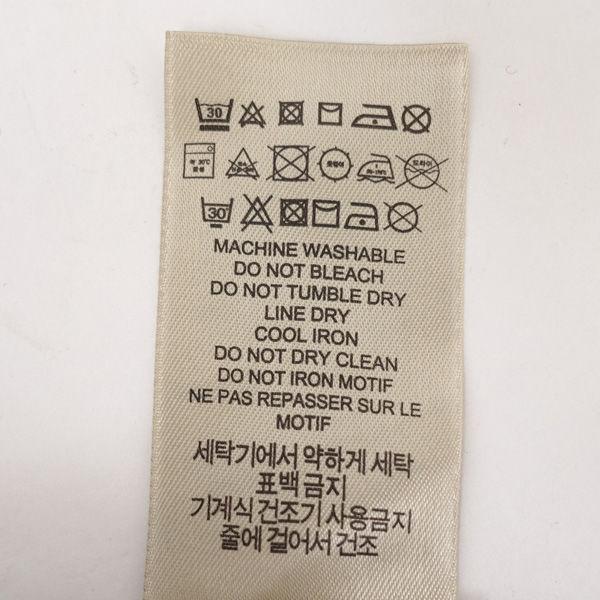 30
30
MACHINE WASHABLE
DO NOT BLEACH
DO NOT TUMBLE DRY
LINE DRY
COOL IRON
DO NOT DRY CLEAN
DO NOT IRON MOTIF
NE PAS REPASSER SUR LE
MOTIF
세탁기에서 약하게 세탁
표백 금지
기계식 건조기 사용금지
줄에 걸어서 건조